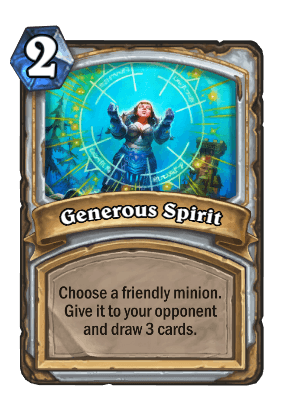 2
Generous Spirit
Choose a friendly minion.
Give it to your opponent
and draw 3 cards.